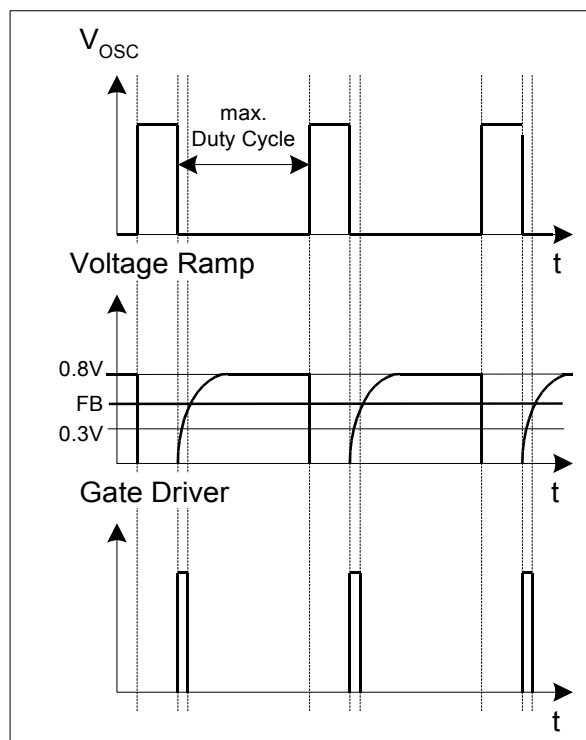 V_OSC
max.
Duty Cycle
t
Voltage Ramp
0.8V
FB
0.3V
t
Gate Driver
t